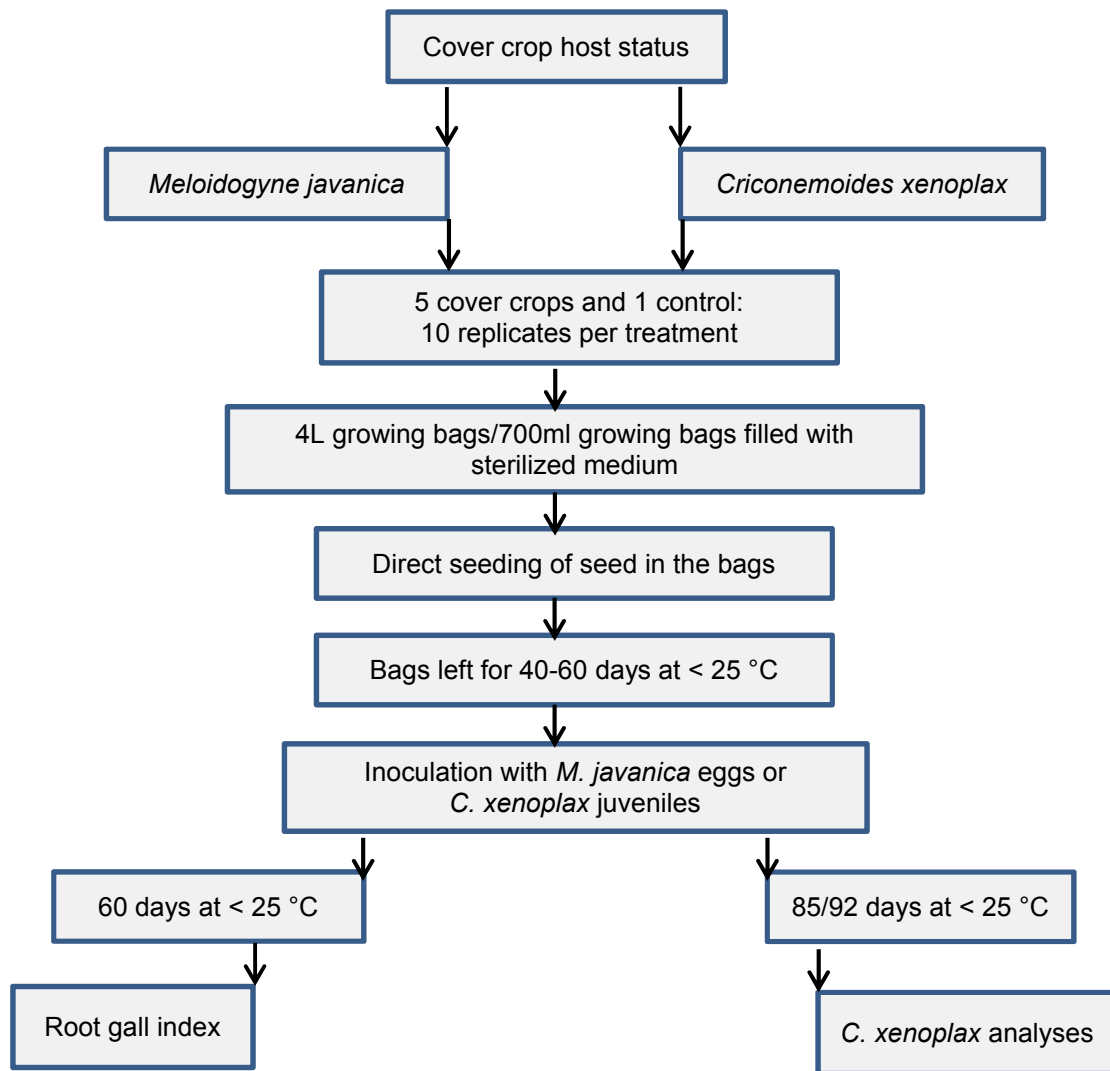 Cover crop host status
Meloidogyne javanica
Criconemoides xenoplax
5 cover crops and 1 control:
10 replicates per treatment
4L growing bags/700ml growing bags filled with
sterilized medium
Direct seeding of seed in the bags
Bags left for 40-60 days at < 25 °C
Inoculation with M. javanica eggs or
C. xenoplax juveniles
60 days at < 25 °C
85/92 days at < 25 °C
Root gall index
C. xenoplax analyses